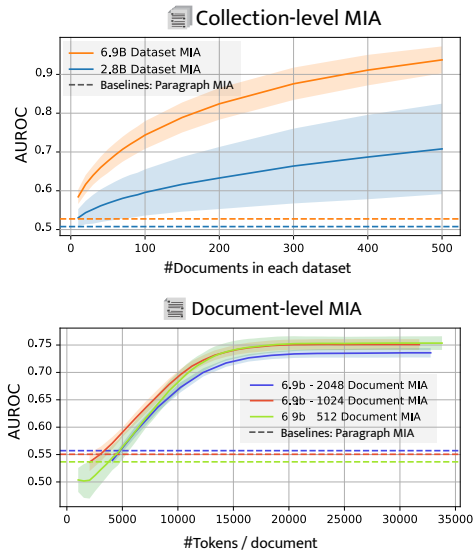 Collection-level MIA
6.9B Dataset MIA
2.8B Dataset MIA
Baselines: Paragraph MIA
AUROC
0.9
0.8
0.7
0.6
0.5
0
100
200
300
400
500
#Documents in each dataset
Document-level MIA
AUROC
0.75
0.70
0.65
0.60
0.55
0.50
6.9b - 2048 Document MIA
6.9b - 1024 Document MIA
6 9b 512 Document MIA
Baselines: Paragraph MIA
0
5000
10000
15000
20000
25000
30000
35000
#Tokens / document